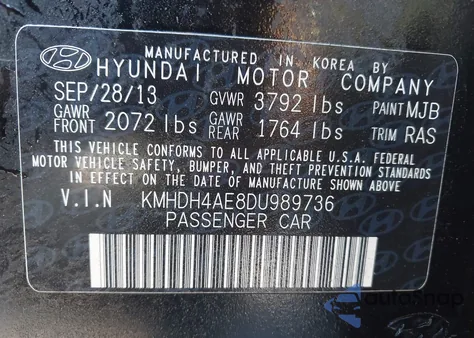 MANUFACTURED IN KOREA BY
HYUNDAI MOTOR COMPANY
SEP/28/13 GVWR 3792 lbs PAINT MJB
GAWR FRONT 2072 lbs GAWR REAR 1764 lbs TRIM RAS
THIS VEHICLE CONFORMS TO ALL APPLICABLE U.S.A. FEDERAL
MOTOR VEHICLE SAFETY, BUMPER, AND THEFT PREVENTION STANDARDS
IN EFFECT ON THE DATE OF MANUFACTURE SHOWN ABOVE.
V.I.N KMHDH4AE8DU989736
PASSENGER CAR
autosnap